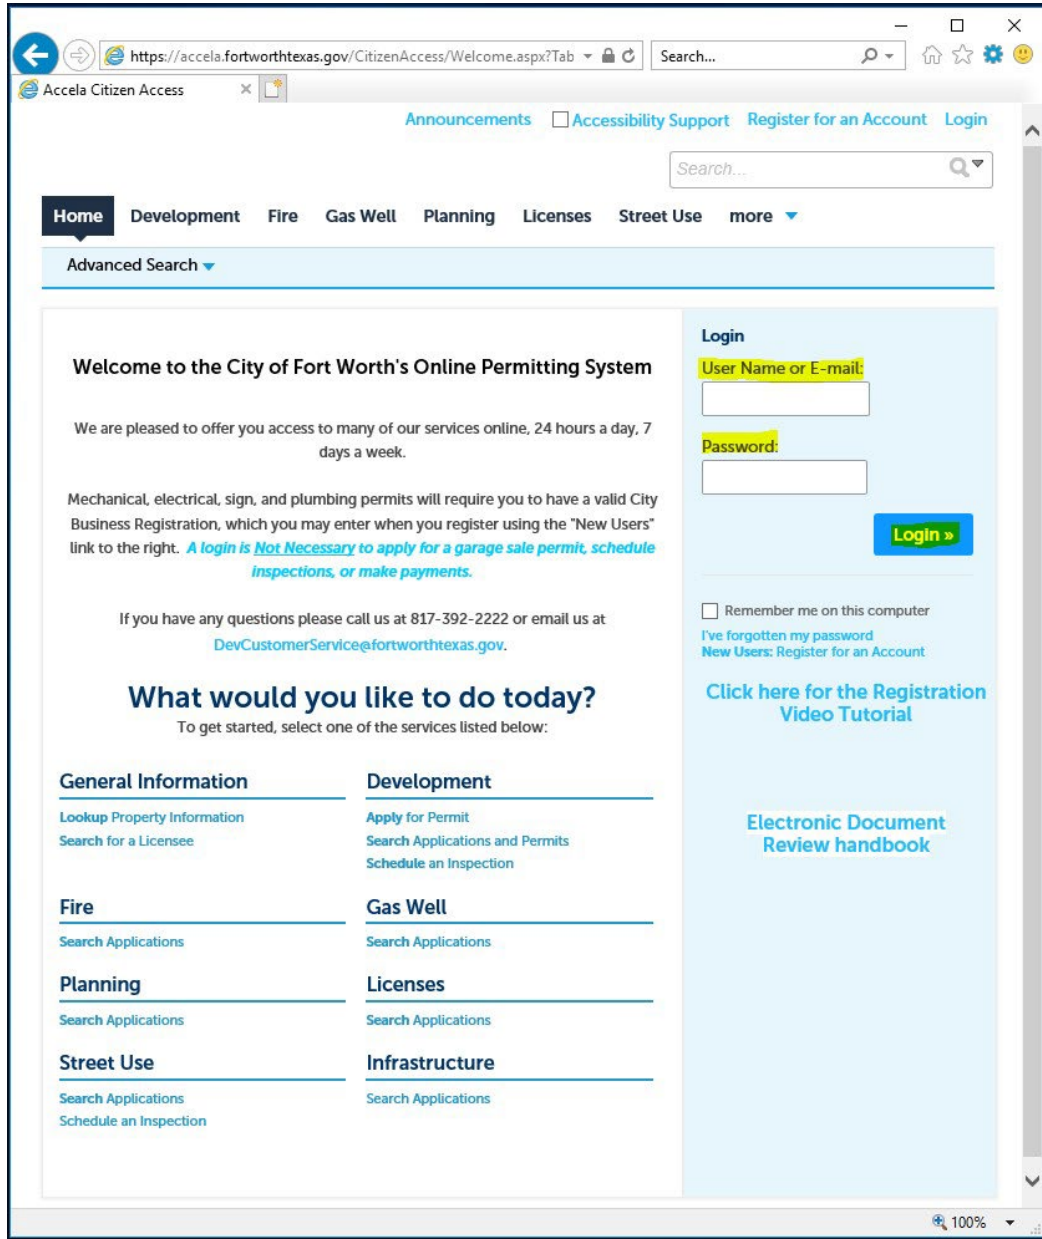 https://accela.fortworthtexas.gov/CitizenAccess/Welcome.aspx?Tab
Search...
Accela Citizen Access
Announcements Accessibility Support Register for an Account Login
Search...
Home Development Fire Gas Well Planning Licenses Street Use more
Advanced Search
Welcome to the City of Fort Worth's Online Permitting System
We are pleased to offer you access to many of our services online, 24 hours a day, 7
days a week.
Mechanical, electrical, sign, and plumbing permits will require you to have a valid City
Business Registration, which you may enter when you register using the "New Users"
link to the right. A login is Not Necessary to apply for a garage sale permit, schedule
inspections, or make payments.
If you have any questions please call us at 817-392-2222 or email us at
DevCustomerService@fortworthtexas.gov.
What would you like to do today?
To get started, select one of the services listed below:
General Information
Lookup Property Information
Search for a Licensee
Development
Apply for Permit
Search Applications and Permits
Schedule an Inspection
Fire
Search Applications
Gas Well
Search Applications
Planning
Search Applications
Licenses
Search Applications
Street Use
Search Applications
Schedule an Inspection
Infrastructure
Search Applications
Login
User Name or E-mail:
Password:
Login »
Remember me on this computer
I've forgotten my password
New Users: Register for an Account
Click here for the Registration
Video Tutorial
Electronic Document
Review handbook
100%